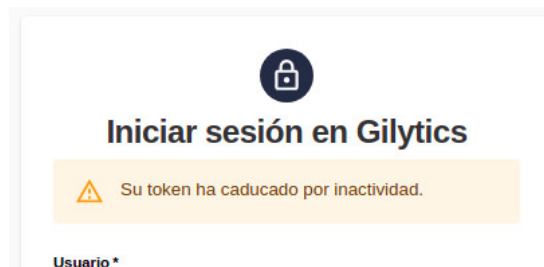 Iniciar sesión en Gilytics
Su token ha caducado por inactividad.
Usuario *